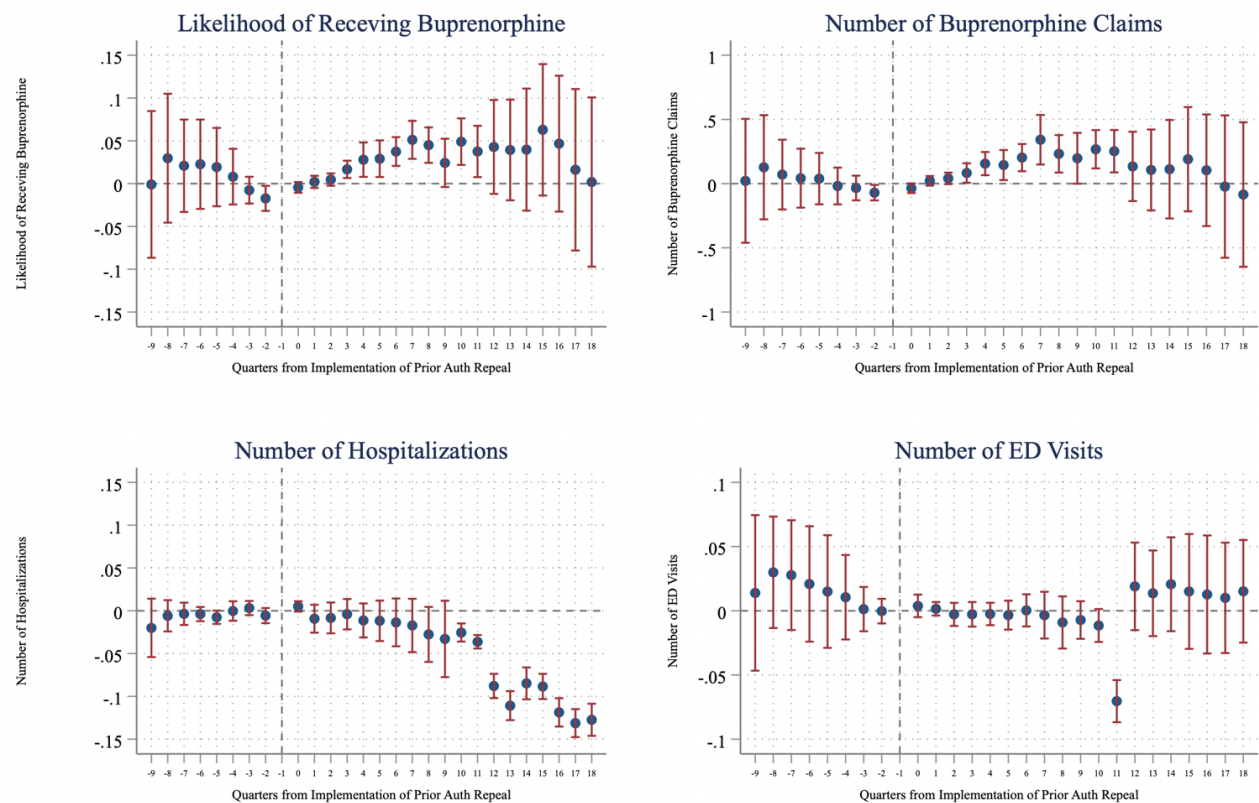 Likelihood of Receving Buprenorphine
Likelihood of Receving Buprenorphine
.15
.1
.05
0
-.05
-.1
-.15
-9 -8 -7 -6 -5 -4 -3 -2 -1 0 1 2 3 4 5 6 7 8 9 10 11 12 13 14 15 16 17 18
Quarters from Implementation of Prior Auth Repeal
Number of Buprenorphine Claims
Number of Buprenorphine Claims
1
.5
0
-.5
-1
-9 -8 -7 -6 -5 -4 -3 -2 -1 0 1 2 3 4 5 6 7 8 9 10 11 12 13 14 15 16 17 18
Quarters from Implementation of Prior Auth Repeal
Number of Hospitalizations
Number of Hospitalizations
.15
.1
.05
0
-.05
-.1
-.15
-9 -8 -7 -6 -5 -4 -3 -2 -1 0 1 2 3 4 5 6 7 8 9 10 11 12 13 14 15 16 17 18
Quarters from Implementation of Prior Auth Repeal
Number of ED Visits
Number of ED Visits
.1
.05
0
-.05
-.1
-9 -8 -7 -6 -5 -4 -3 -2 -1 0 1 2 3 4 5 6 7 8 9 10 11 12 13 14 15 16 17 18
Quarters from Implementation of Prior Auth Repeal